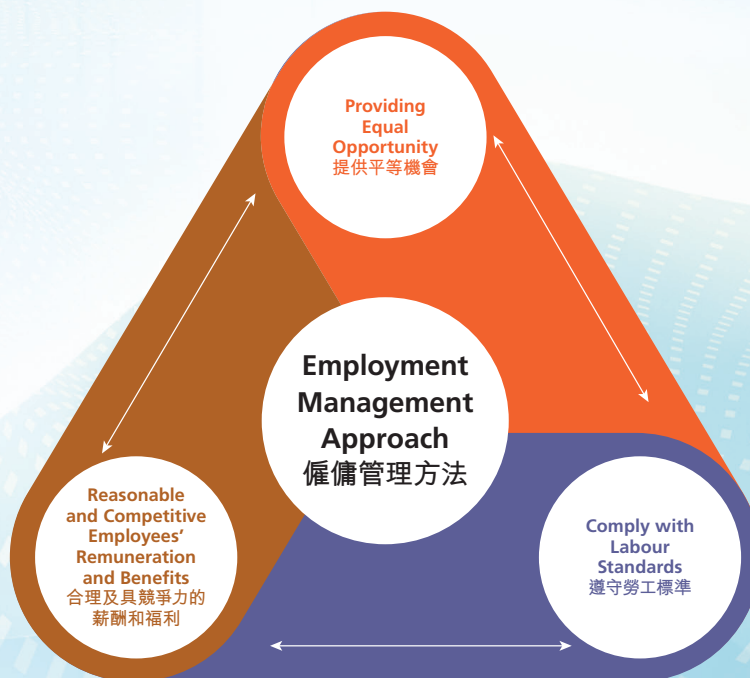 Providing
Equal
Opportunity
提供平等機會
Employment
Management
Approach
僱傭管理方法
Reasonable
and Competitive
Employees’
Remuneration
and Benefits
合理及具競爭力的
薪酬和福利
Comply with
Labour
Standards
遵守勞工標準